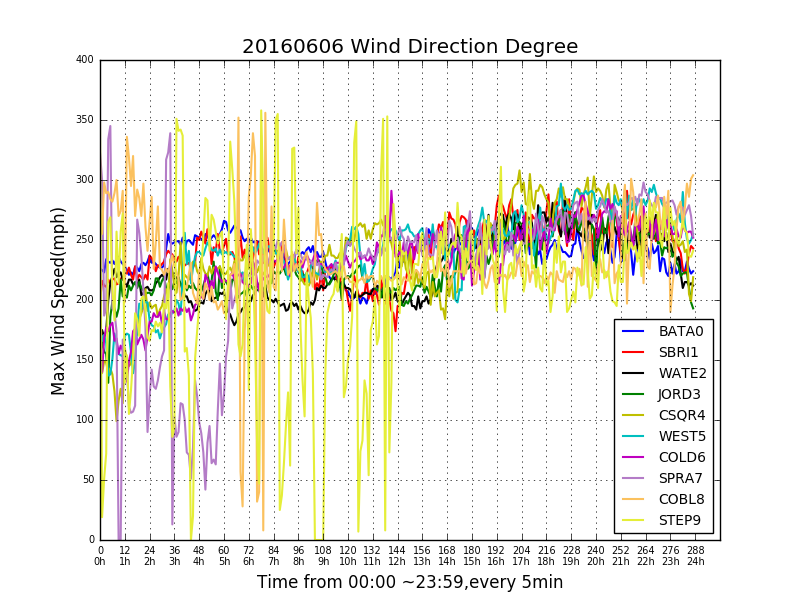 20160606 Wind Direction Degree
Max Wind Speed(mph)
400
350
300
250
200
150
100
50
0
0 12 24 36 48 60 72 84 96 108 120 132 144 156 168 180 192 204 216 228 240 252 264 276 288
0h 1h 2h 3h 4h 5h 6h 7h 8h 9h 10h 11h 12h 13h 14h 15h 16h 17h 18h 19h 20h 21h 22h 23h 24h
Time from 00:00 ~23:59,every 5min
BATA0
SBRI1
WATE2
JORD3
CSQR4
WEST5
COLD6
SPRA7
COBL8
STEP9